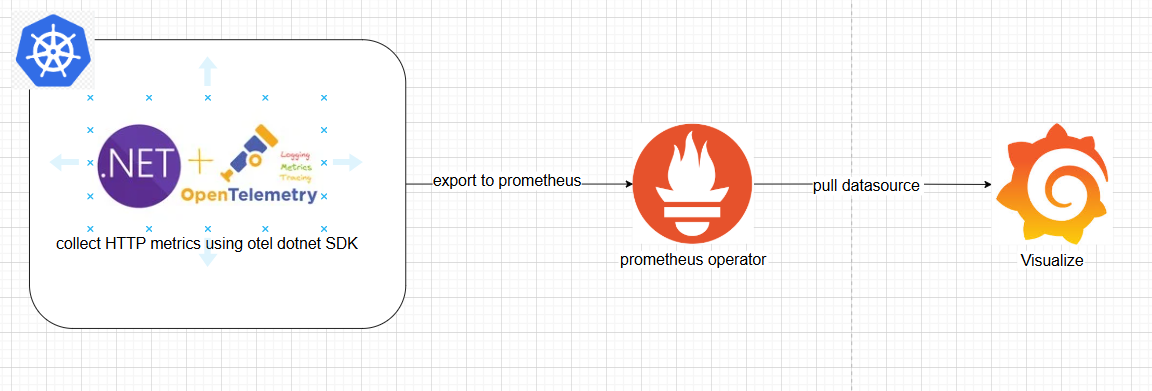 .NET
Logging
Metrics
Tracing
OpenTelemetry
collect HTTP metrics using otel dotnet SDK
export to prometheus
prometheus operator
pull datasource
Visualize